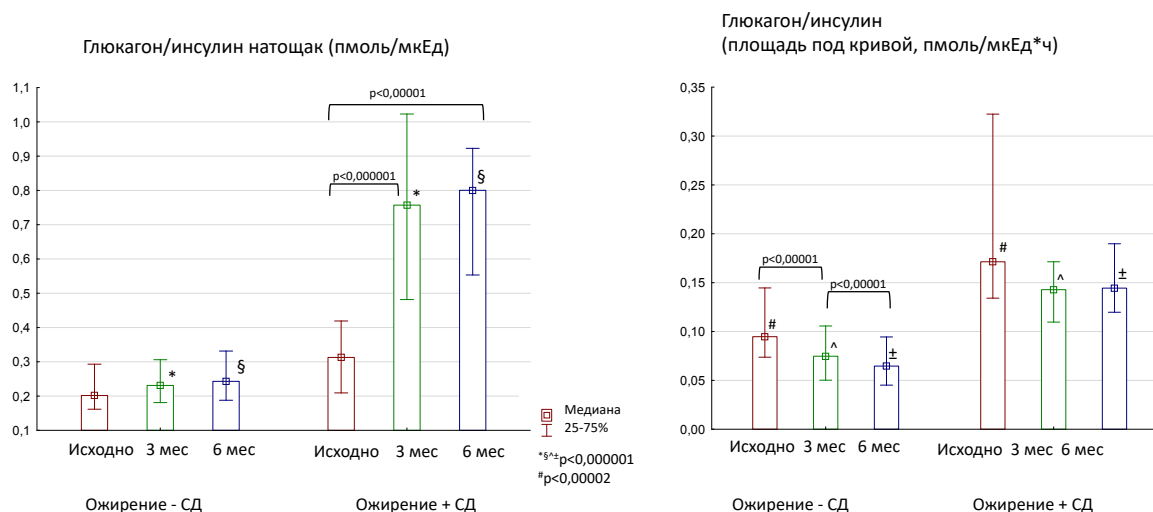 Глюкагон/инсулин натощак (пмоль/мкЕд)
1,1
1,0
0,9
0,8
0,7
0,6
0,5
0,4
0,3
0,2
0,1
p<0,00001
p<0,000001
*
§
*
§
Исходно 3 мес 6 мес
Исходно 3 мес 6 мес
Ожирение - СД
Ожирение + СД
Медиана
25-75%
*§^±p<0,000001
#p<0,00002
Глюкагон/инсулин
(площадь под кривой, пмоль/мкЕд*ч)
0,35
0,30
0,25
0,20
0,15
0,10
0,05
0,00
p<0,00001
p<0,00001
#
^
±
#
^
±
Исходно 3 мес 6 мес
Исходно 3 мес 6 мес
Ожирение - СД
Ожирение + СД